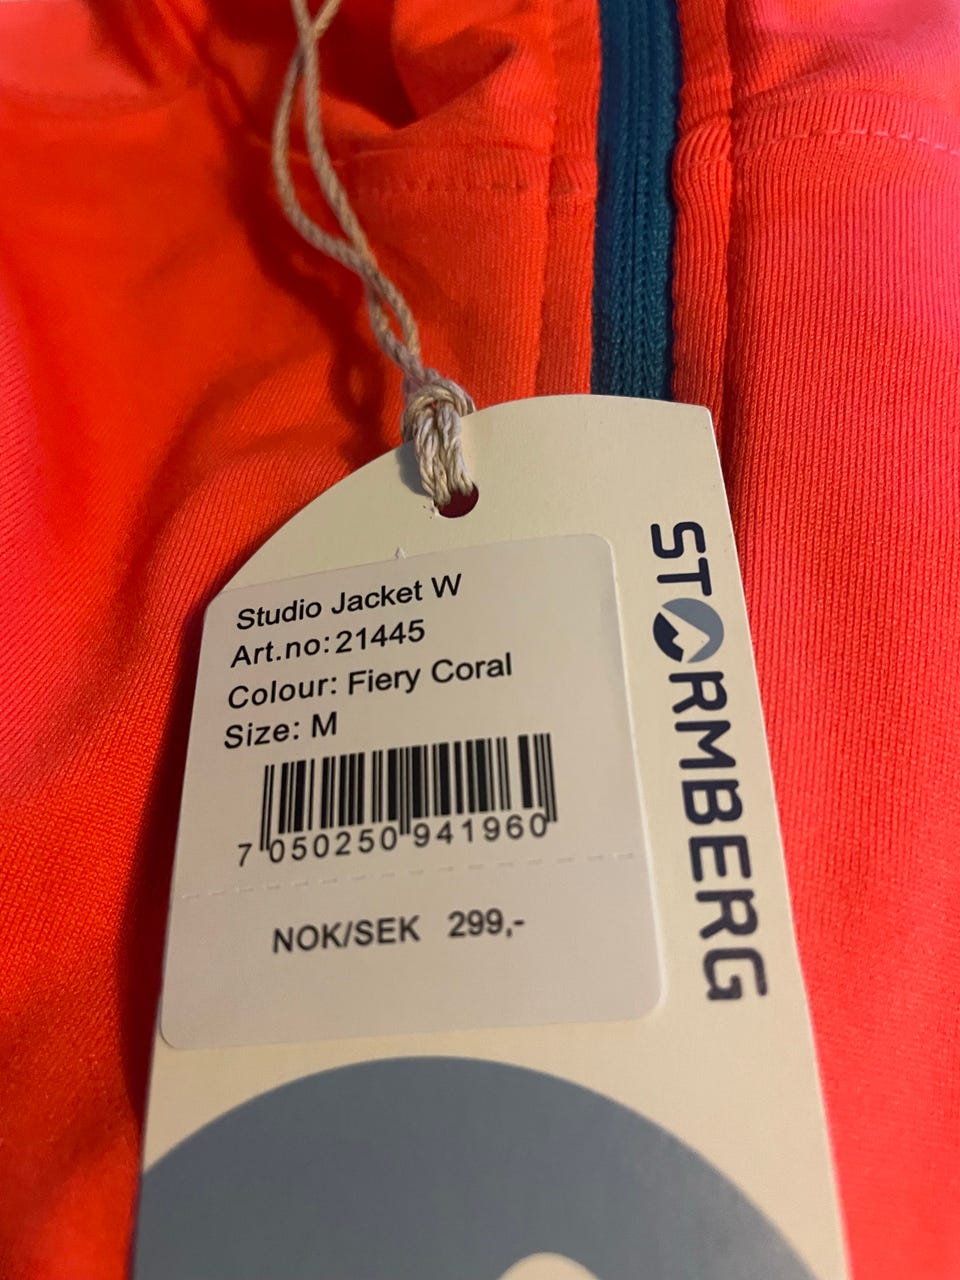 Studio Jacket W
Art.no: 21445
Colour: Fiery Coral
Size: M
7 050250 941960
NOK/SEK 299,-
STORMBERG